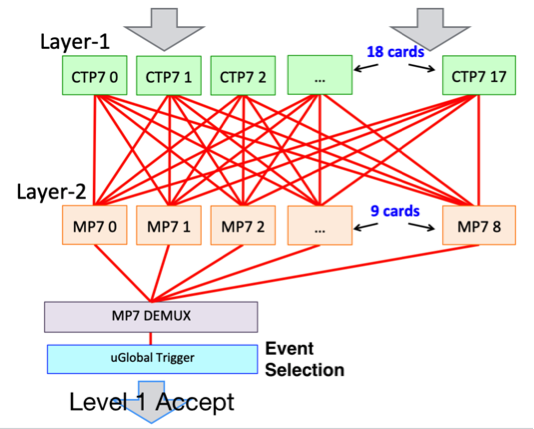 Layer-1
18 cards
CTP7 0
CTP7 1
CTP7 2
...
CTP7 17
Layer-2
9 cards
MP7 0
MP7 1
MP7 2
...
MP7 8
MP7 DEMUX
uGlobal Trigger
Event
Selection
Level 1 Accept